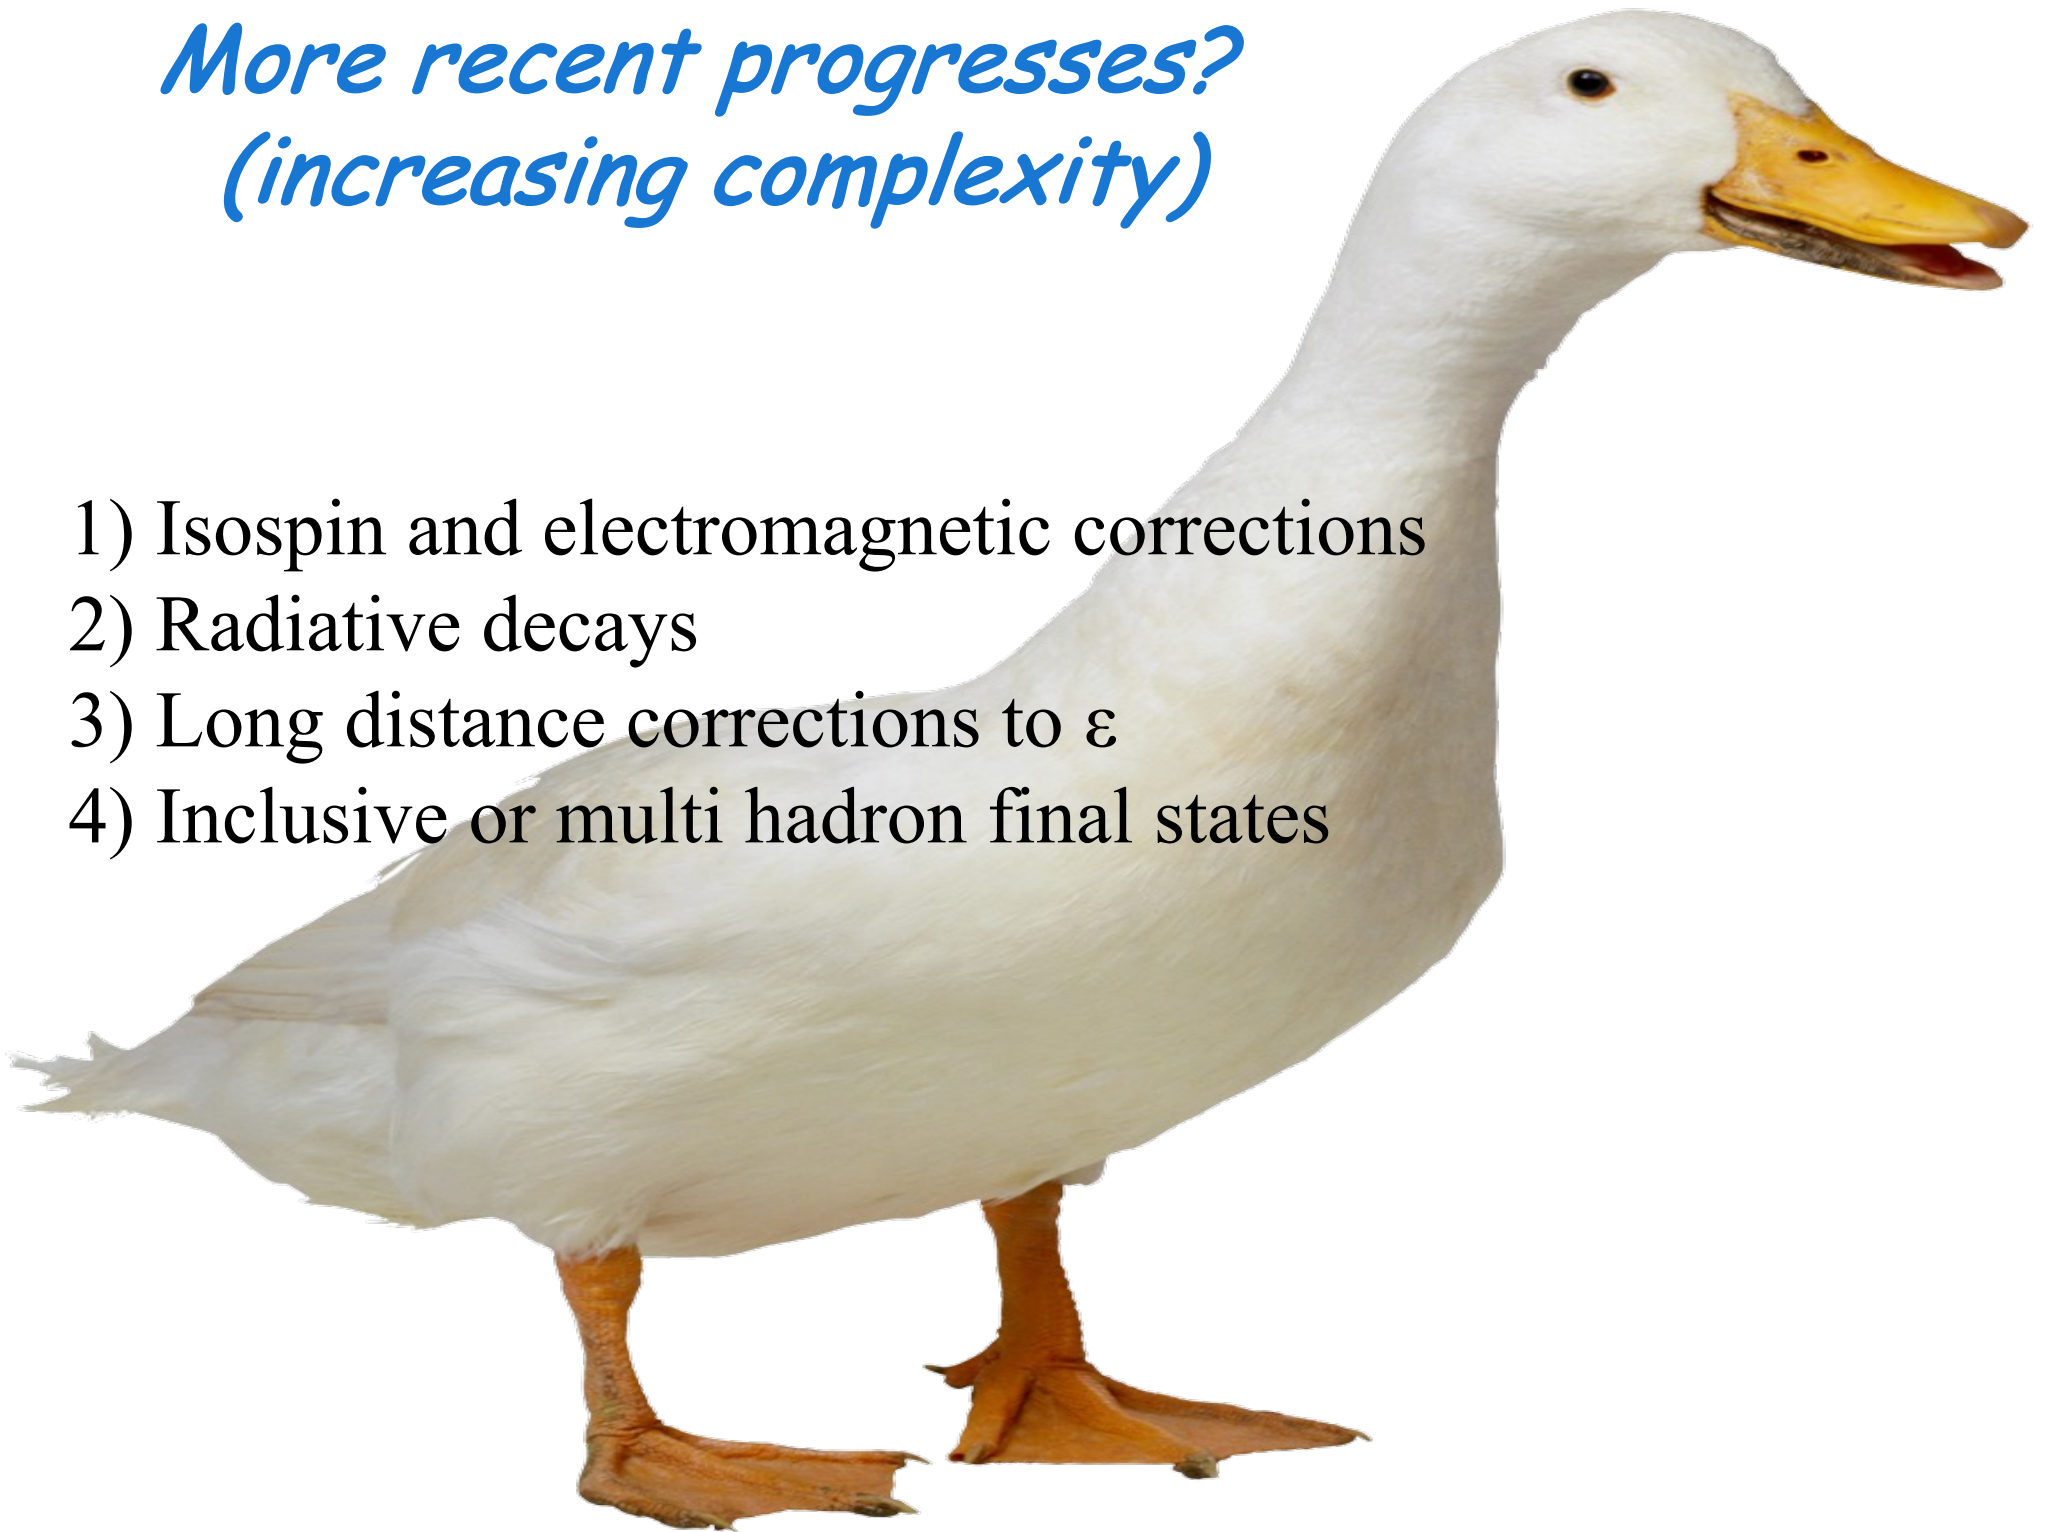 More recent progresses?
(increasing complexity)
1) Isospin and electromagnetic corrections
2) Radiative decays
3) Long distance corrections to ε
4) Inclusive or multi hadron final states